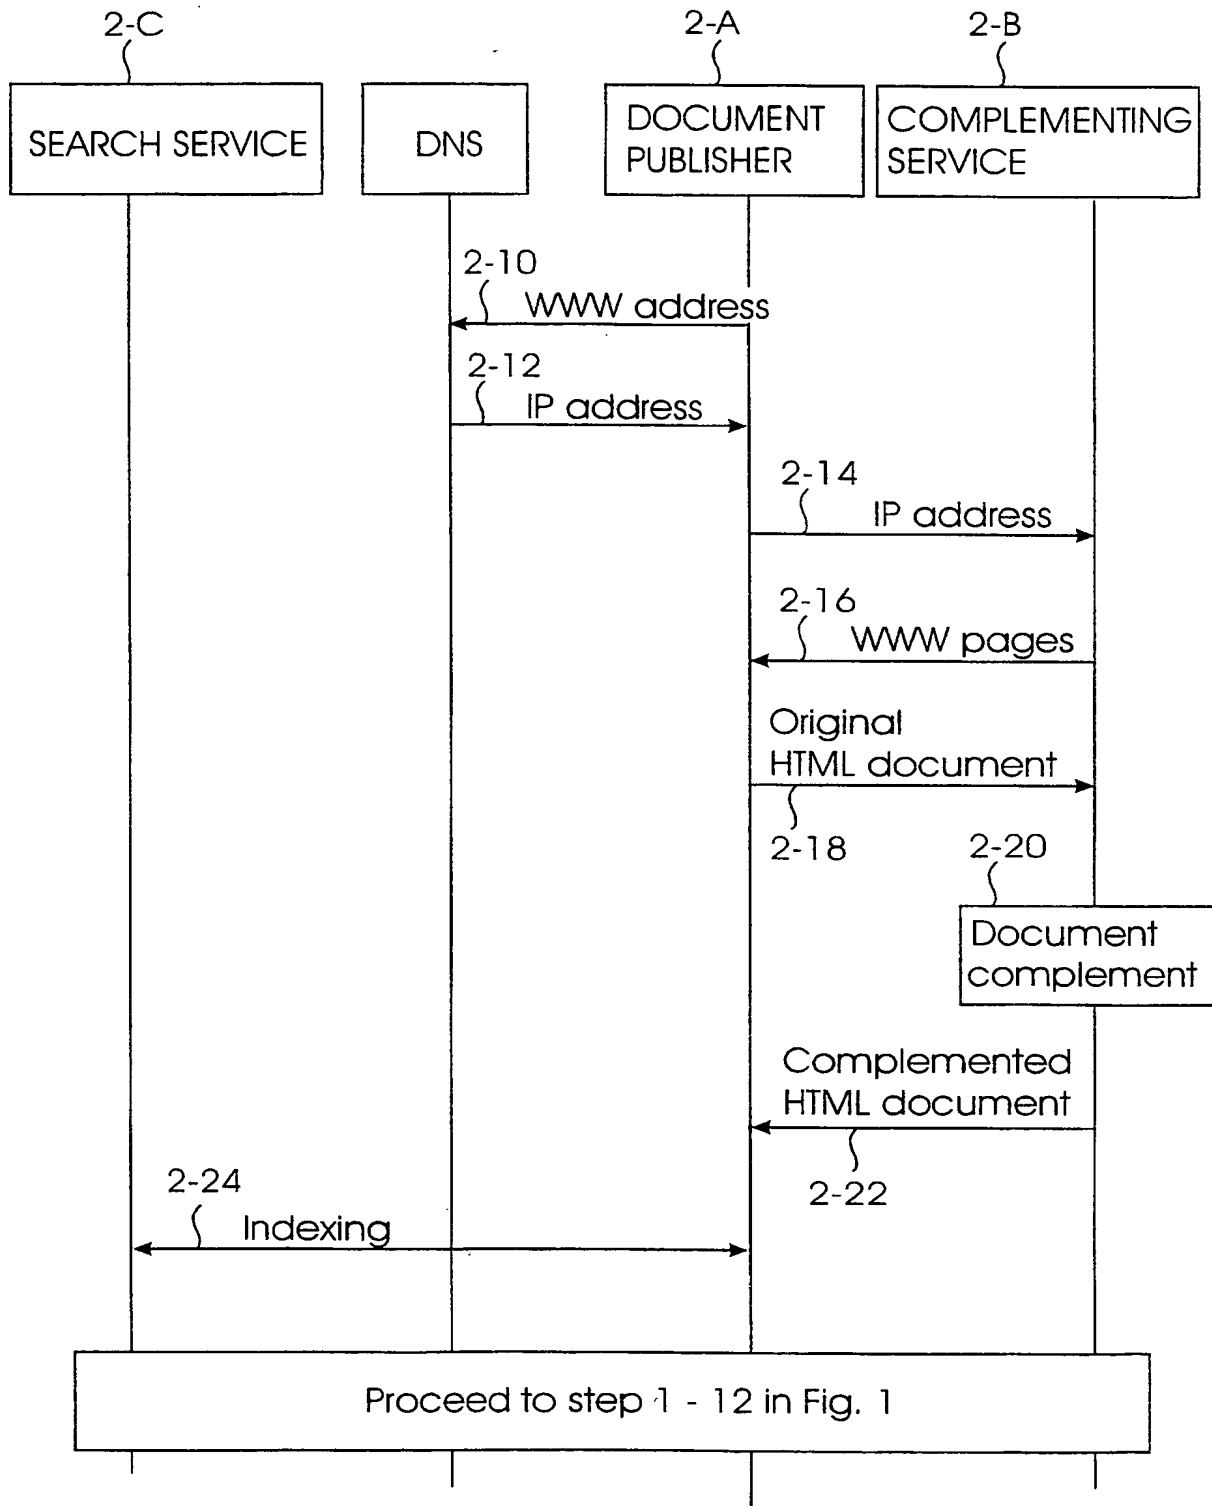 2-C
2-A
2-B
SEARCH SERVICE
DNS
DOCUMENT
PUBLISHER
COMPLEMENTING
SERVICE
2-10
WWW address
2-12
IP address
2-14
IP address
2-16
WWW pages
Original
HTML document
2-18
2-20
Document
complement
Complemented
HTML document
2-22
2-24
Indexing
Proceed to step 1 - 12 in Fig. 1